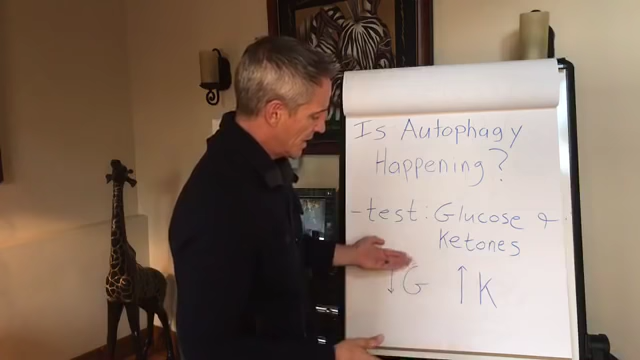 Is Autophagy
Happening?
- test: Glucose &
Ketones
↓G ↑K